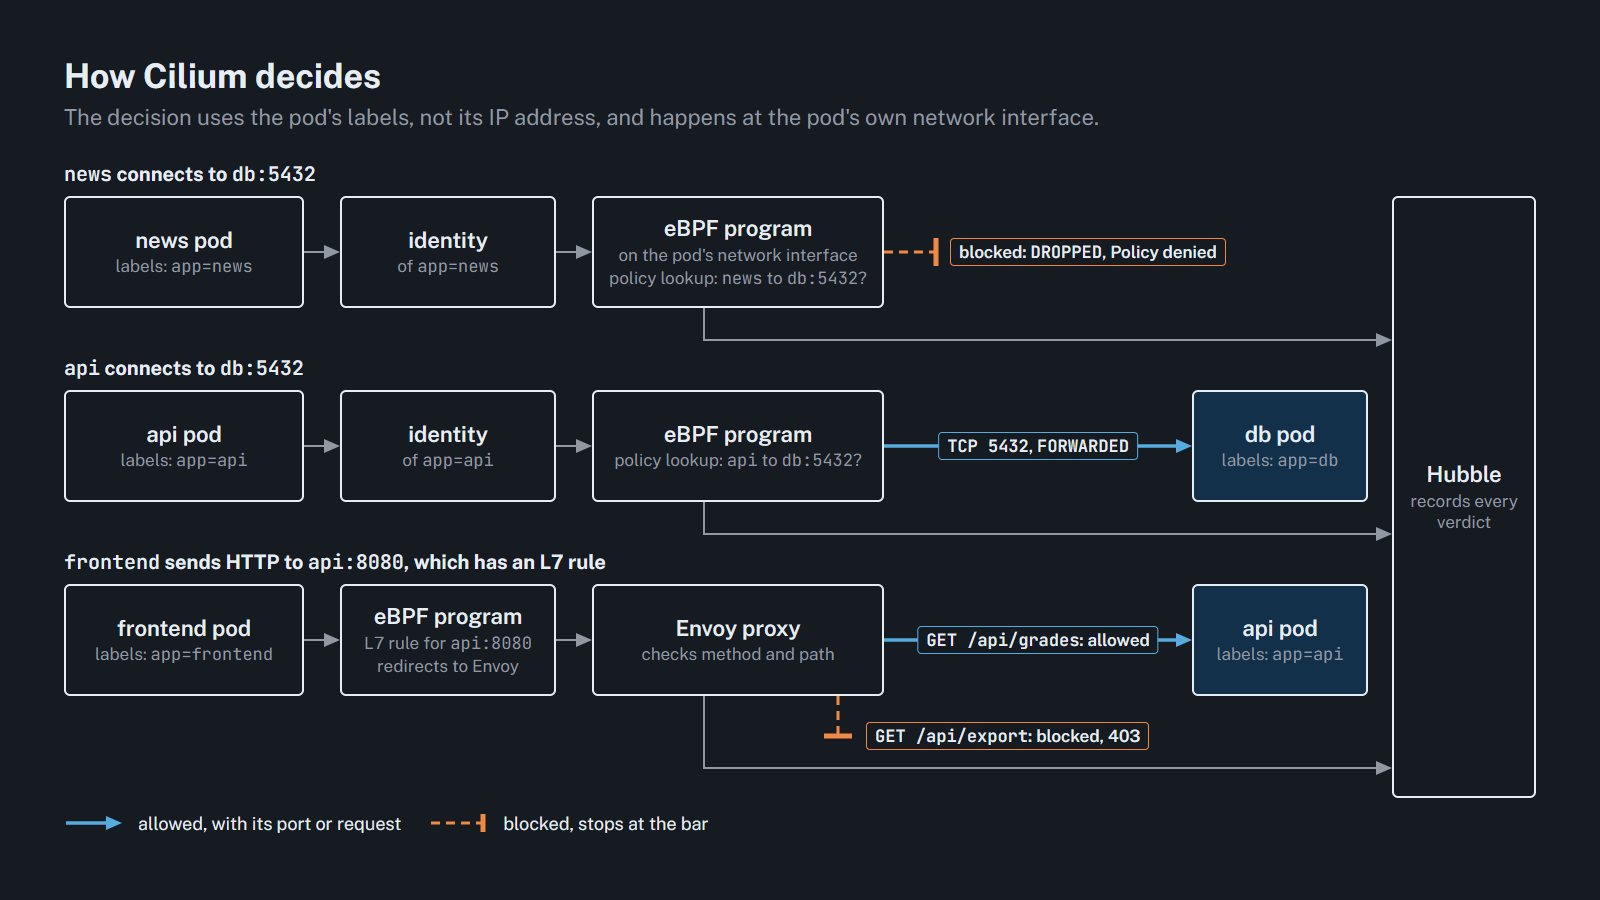 How Cilium decides
The decision uses the pod's labels, not its IP address, and happens at the pod's own network interface.
news connects to db:5432
news pod
labels: app=news
identity
of app=news
eBPF program
on the pod's network interface
policy lookup: news to db:5432?
blocked: DROPPED, Policy denied
api connects to db:5432
api pod
labels: app=api
identity
of app=api
eBPF program
policy lookup: api to db:5432?
TCP 5432, FORWARDED
db pod
labels: app=db
Hubble
records every
verdict
frontend sends HTTP to api:8080, which has an L7 rule
frontend pod
labels: app=frontend
eBPF program
L7 rule for api:8080
redirects to Envoy
Envoy proxy
checks method and path
GET /api/grades: allowed
api pod
labels: app=api
GET /api/export: blocked, 403
allowed, with its port or request
blocked, stops at the bar